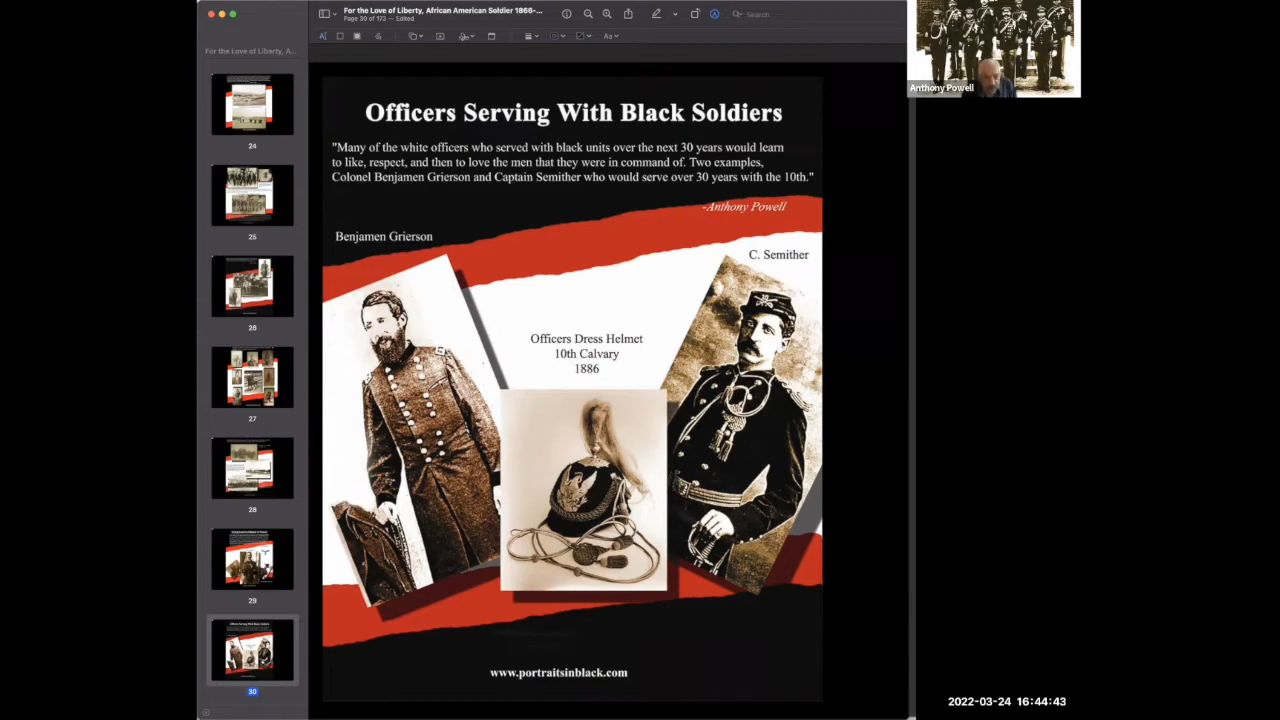 For the Love of Liberty, African American Soldier 1866-...
Page 30 of 173 — Edited
Search
For the Love of Liberty, A...
24
25
26
27
28
29
30
Anthony Powell
Officers Serving With Black Soldiers
"Many of the white officers who served with black units over the next 30 years would learn
to like, respect, and then to love the men that they were in command of. Two examples,
Colonel Benjamen Grierson and Captain Semither who would serve over 30 years with the 10th."
-Anthony Powell
Benjamen Grierson
C. Semither
Officers Dress Helmet
10th Calvary
1886
www.portraitsinblack.com
2022-03-24 16:44:43